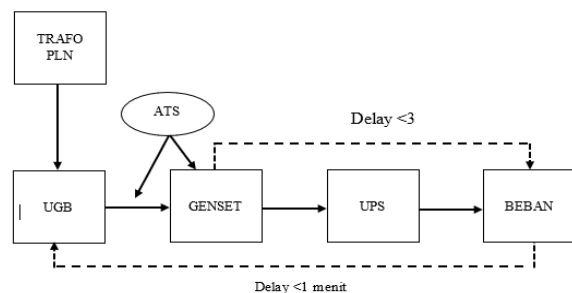 TRAFO
PLN
ATS
Delay <3
UGB
GENSET
UPS
BEBAN
Delay <1 menit